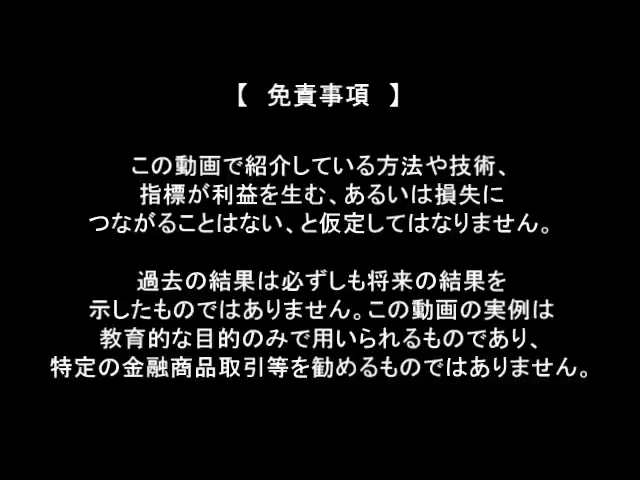 【　免責事項　】
この動画で紹介している方法や技術、
指標が利益を生む、あるいは損失に
つながることはない、と仮定してはなりません。
過去の結果は必ずしも将来の結果を
示したものではありません。この動画の実例は
教育的な目的のみで用いられるものであり、
特定の金融商品取引等を勧めるものではありません。